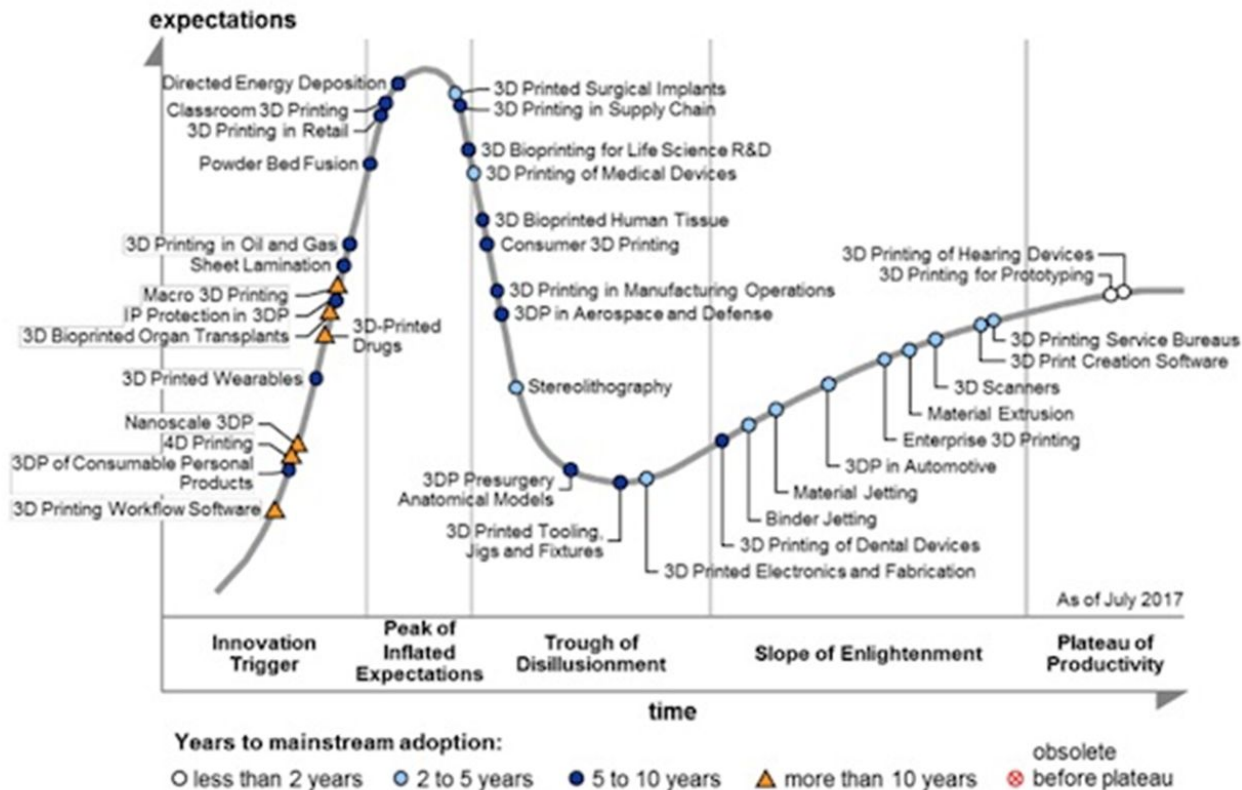 expectations
Directed Energy Deposition
Classroom 3D Printing
3D Printing in Retail
Powder Bed Fusion
3D Printing in Oil and Gas
Sheet Lamination
Macro 3D Printing
IP Protection in 3DP
3D Bioprinted Organ Transplants
3D-Printed
Drugs
3D Printed Wearables
Nanoscale 3DP
4D Printing
3DP of Consumable Personal
Products
3D Printing Workflow Software
3D Printed Surgical Implants
3D Printing in Supply Chain
3D Bioprinting for Life Science R&D
3D Printing of Medical Devices
3D Bioprinted Human Tissue
Consumer 3D Printing
3D Printing in Manufacturing Operations
3DP in Aerospace and Defense
Stereolithography
3DP Presurgery
Anatomical Models
3D Printed Tooling,
Jigs and Fixtures
3D Printed Electronics and Fabrication
3D Printing of Dental Devices
Binder Jetting
Material Jetting
3DP in Automotive
Enterprise 3D Printing
Material Extrusion
3D Scanners
3D Print Creation Software
3D Printing Service Bureaus
3D Printing of Hearing Devices
3D Printing for Prototyping
As of July 2017
Innovation
Trigger
Peak of
Inflated
Expectations
Trough of
Disillusionment
Slope of Enlightenment
Plateau of
Productivity
time
Years to mainstream adoption:
less than 2 years
2 to 5 years
5 to 10 years
more than 10 years
obsolete
before plateau